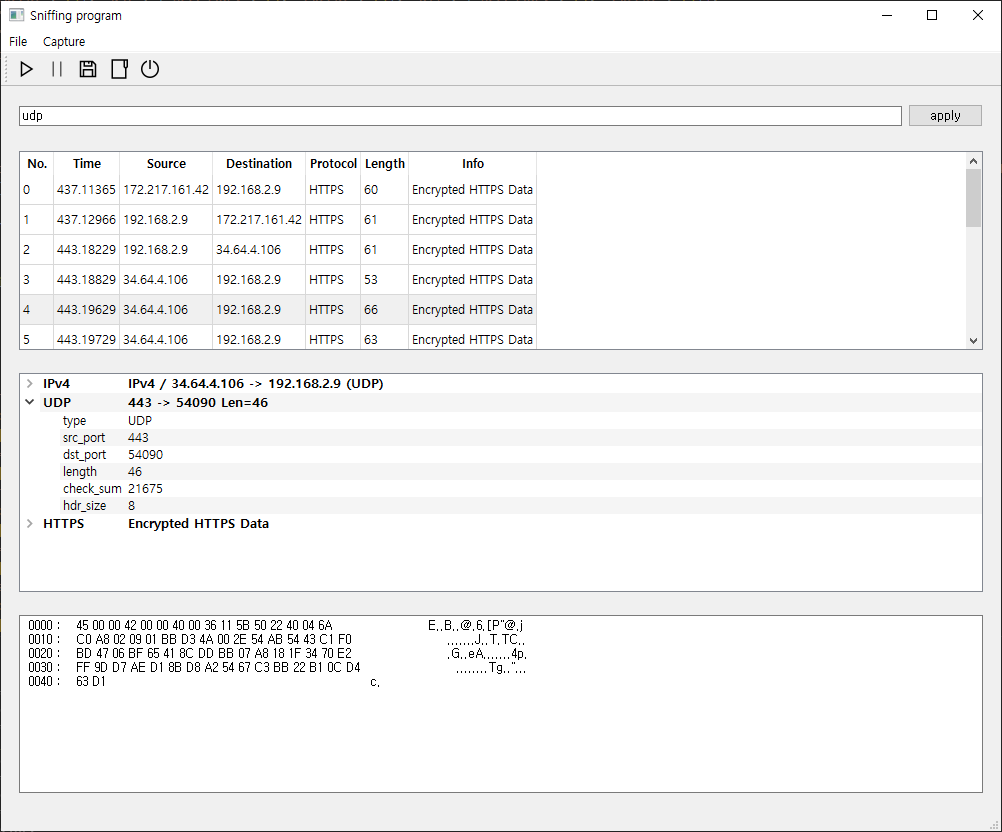 Sniffing program
File Capture
udp apply
No. Time Source Destination Protocol Length Info
0 437.11365 172.217.161.42 192.168.2.9 HTTPS 60 Encrypted HTTPS Data
1 437.12966 192.168.2.9 172.217.161.42 HTTPS 61 Encrypted HTTPS Data
2 443.18229 192.168.2.9 34.64.4.106 HTTPS 61 Encrypted HTTPS Data
3 443.18829 34.64.4.106 192.168.2.9 HTTPS 53 Encrypted HTTPS Data
4 443.19629 34.64.4.106 192.168.2.9 HTTPS 66 Encrypted HTTPS Data
5 443.19729 34.64.4.106 192.168.2.9 HTTPS 63 Encrypted HTTPS Data
IPv4 IPv4 / 34.64.4.106 -> 192.168.2.9 (UDP)
UDP 443 -> 54090 Len=46
type UDP
src_port 443
dst_port 54090
length 46
check_sum 21675
hdr_size 8
HTTPS Encrypted HTTPS Data
0000 : 45 00 00 42 00 00 40 00 36 11 5B 50 22 40 04 6A E..B..@.6.[P"@.j
0010 : C0 A8 02 09 01 BB D3 4A 00 2E 54 AB 54 43 C1 F0 .......J..T.TC..
0020 : BD 47 06 BF 65 41 8C DD BB 07 A8 18 1F 34 70 E2 .G..eA.......4p.
0030 : FF 9D D7 AE D1 8B D8 A2 54 67 C3 BB 22 B1 0C D4 ........Tg.."...
0040 : 63 D1 c.